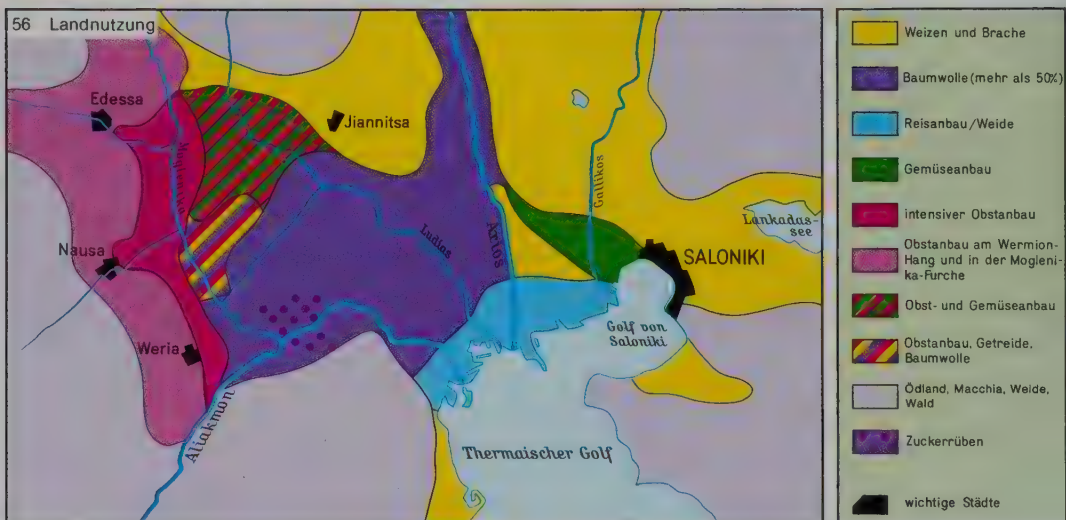 56 Landnutzung
Edessa
Jiannitsa
Nausa
Weria
Ludias
Axios
Gallikos
Aliakmon
SALONIKI
Lankadas-
see
Golf von
Saloniki
Thermaischer Golf
Weizen und Brache
Baumwolle (mehr als 50%)
Reisanbau/Weide
Gemüseanbau
intensiver Obstanbau
Obstanbau am Wermion-
Hang und in der Mogleni-
ka-Furche
Obst- und Gemüseanbau
Obstanbau, Getreide,
Baumwolle
Ödland, Macchia, Weide,
Wald
Zuckerrüben
wichtige Städte